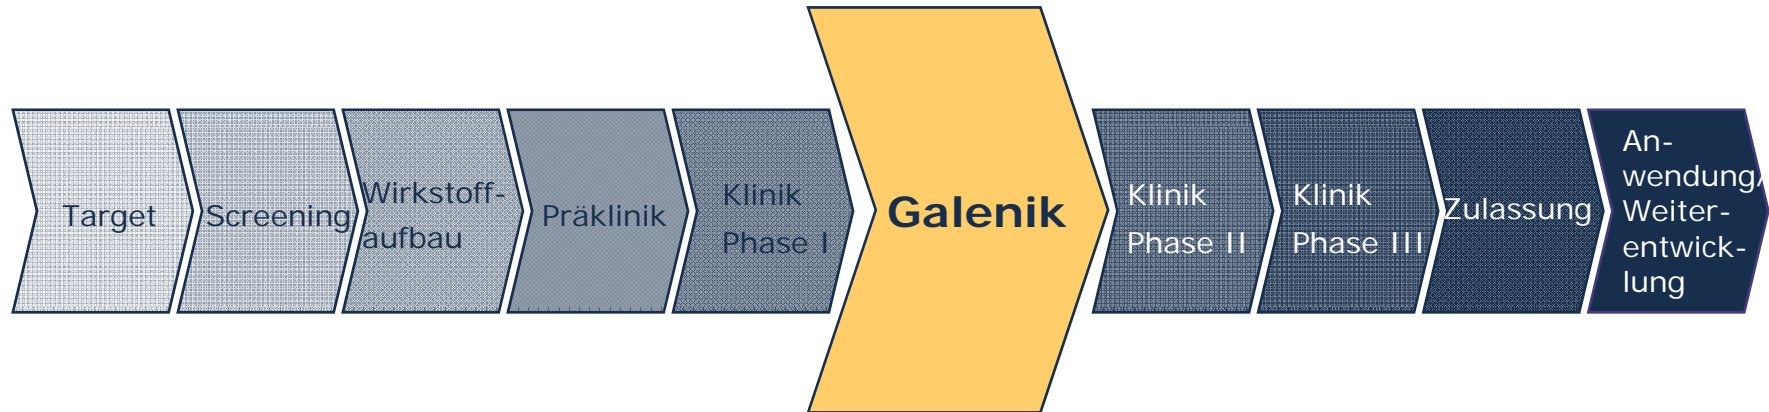 Target
Screening
Wirkstoff-
aufbau
Präklinik
Klinik
Phase I
Galenik
Klinik
Phase II
Klinik
Phase III
Zulassung
An-
wendung/
Weiter-
entwick-
lung